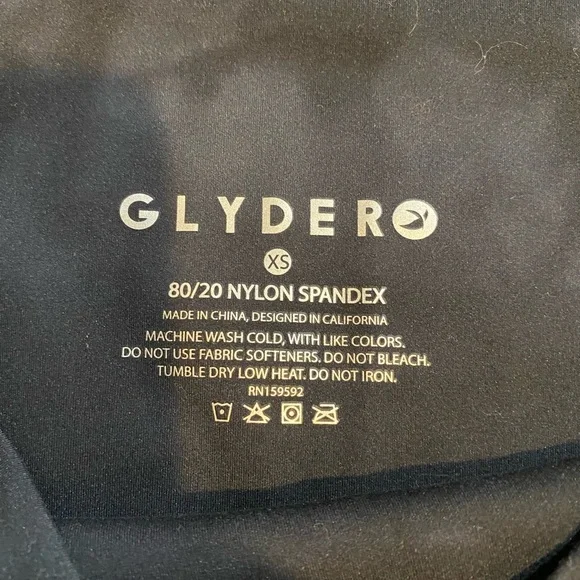 GLYDER
XS
80/20 NYLON SPANDEX
MADE IN CHINA, DESIGNED IN CALIFORNIA
MACHINE WASH COLD, WITH LIKE COLORS.
DO NOT USE FABRIC SOFTENERS. DO NOT BLEACH.
TUMBLE DRY LOW HEAT. DO NOT IRON.
RN159592